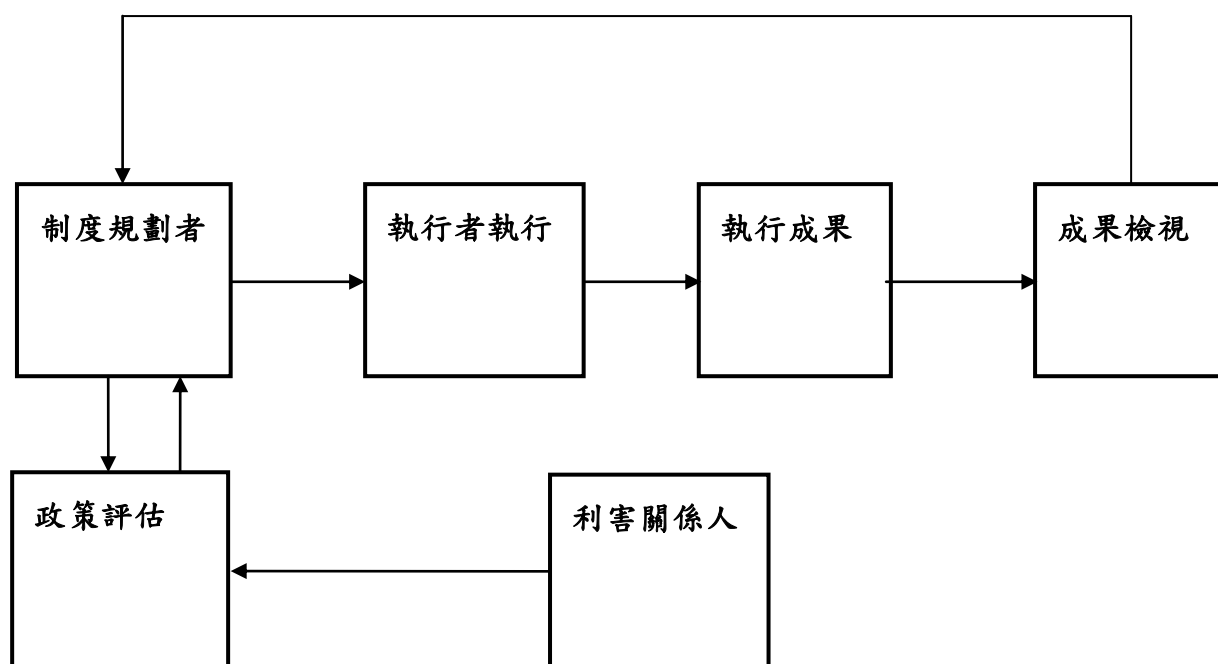 制度規劃者
執行者執行
執行成果
成果檢視
政策評估
利害關係人